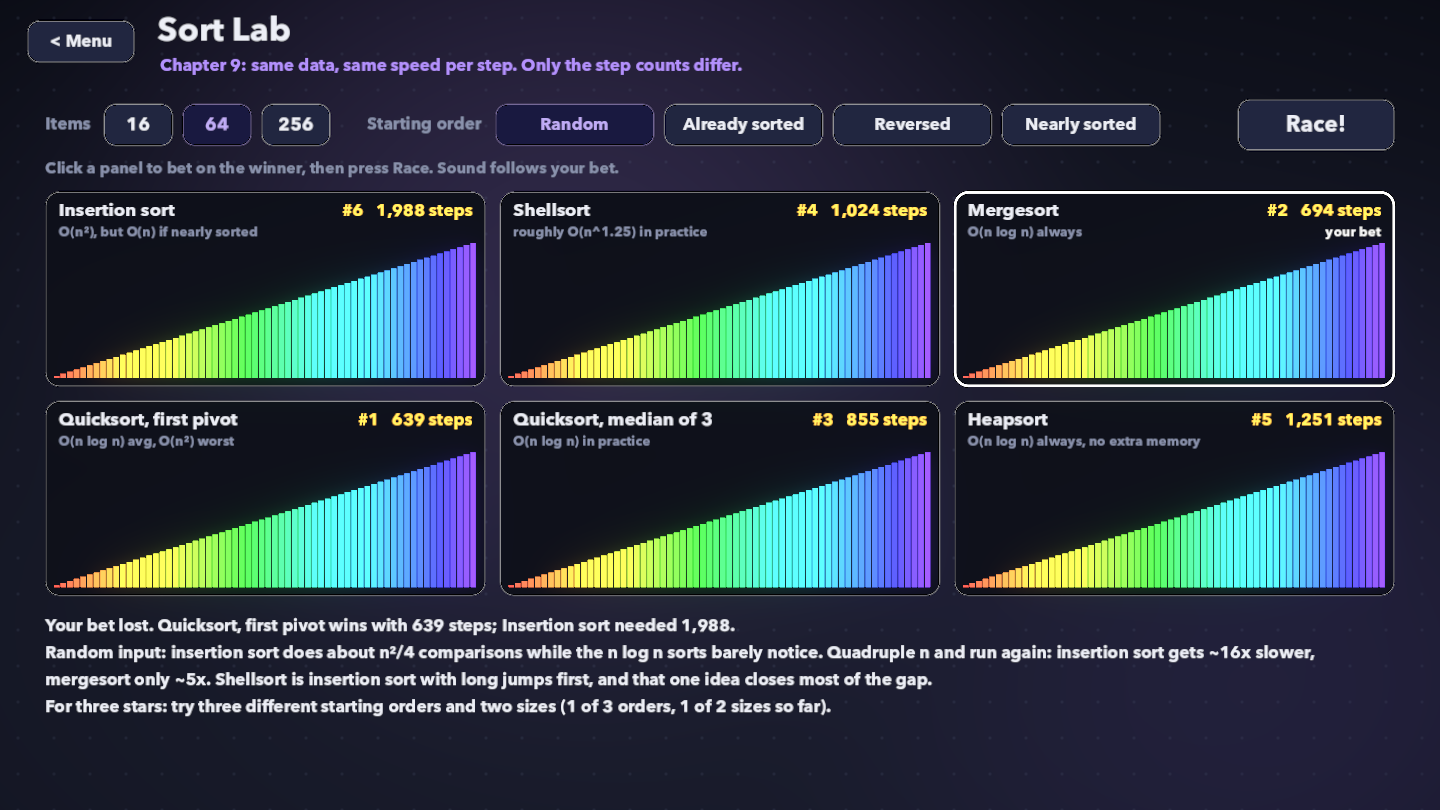 < Menu
Sort Lab
Chapter 9: same data, same speed per step. Only the step counts differ.
Items 16 64 256 Starting order Random Already sorted Reversed Nearly sorted Race!
Click a panel to bet on the winner, then press Race. Sound follows your bet.
Insertion sort #6 1,988 steps
O(n²), but O(n) if nearly sorted
Shellsort #4 1,024 steps
roughly O(n^1.25) in practice
Mergesort #2 694 steps
O(n log n) always your bet
Quicksort, first pivot #1 639 steps
O(n log n) avg, O(n²) worst
Quicksort, median of 3 #3 855 steps
O(n log n) in practice
Heapsort #5 1,251 steps
O(n log n) always, no extra memory
Your bet lost. Quicksort, first pivot wins with 639 steps; Insertion sort needed 1,988.
Random input: insertion sort does about n²/4 comparisons while the n log n sorts barely notice. Quadruple n and run again: insertion sort gets ~16x slower,
mergesort only ~5x. Shellsort is insertion sort with long jumps first, and that one idea closes most of the gap.
For three stars: try three different starting orders and two sizes (1 of 3 orders, 1 of 2 sizes so far).